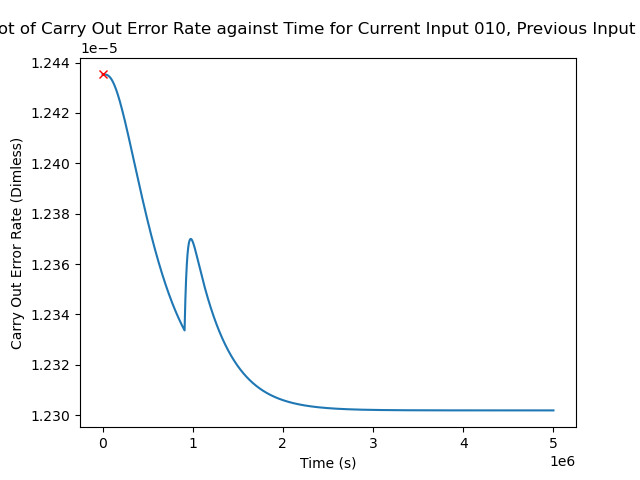 ot of Carry Out Error Rate against Time for Current Input 010, Previous Input
1e−5
1.244
1.242
1.240
1.238
1.236
1.234
1.232
1.230
Carry Out Error Rate (Dimless)
0 1 2 3 4 5
Time (s)
1e6